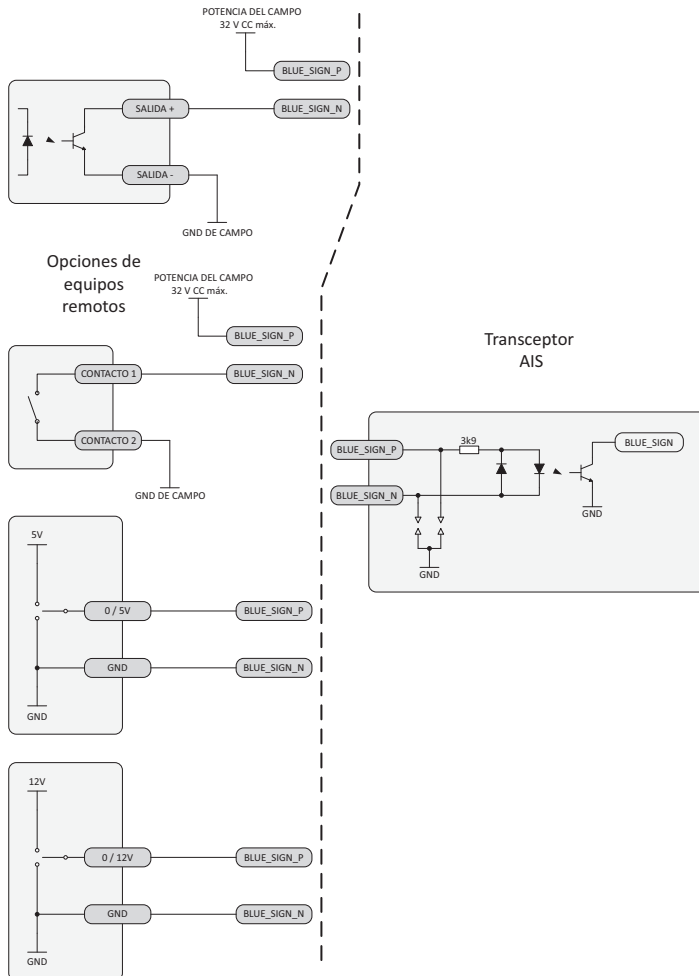 POTENCIA DEL CAMPO
32 V CC máx.
BLUE_SIGN_P
SALIDA +
BLUE_SIGN_N
SALIDA -
GND DE CAMPO
Opciones de
equipos
remotos
POTENCIA DEL CAMPO
32 V CC máx.
BLUE_SIGN_P
CONTACTO 1
BLUE_SIGN_N
CONTACTO 2
GND DE CAMPO
5V
0 / 5V
BLUE_SIGN_P
GND
BLUE_SIGN_N
GND
12V
0 / 12V
BLUE_SIGN_P
GND
BLUE_SIGN_N
GND
Transceptor
AIS
BLUE_SIGN_P
3k9
BLUE_SIGN
BLUE_SIGN_N
GND
GND